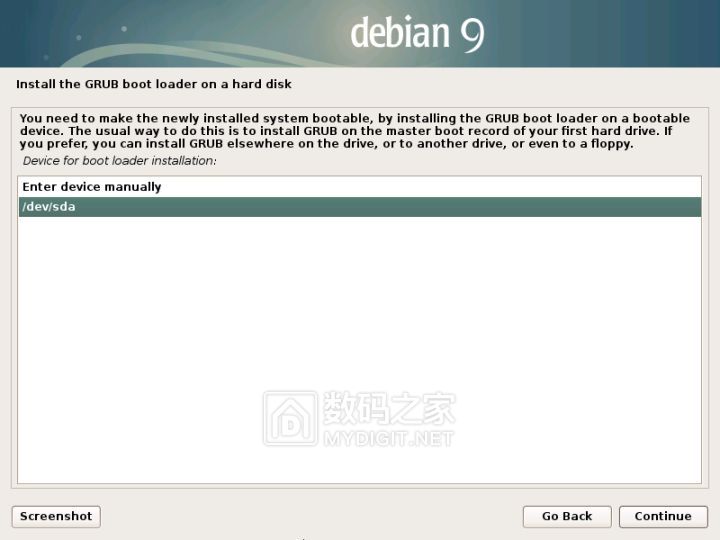 debian 9
Install the GRUB boot loader on a hard disk
You need to make the newly installed system bootable, by installing the GRUB boot loader on a bootable
device. The usual way to do this is to install GRUB on the master boot record of your first hard drive. If
you prefer, you can install GRUB elsewhere on the drive, or to another drive, or even to a floppy.
Device for boot loader installation:
Enter device manually
/dev/sda
数码之家
MYDIGIT.NET
Screenshot
Go Back
Continue